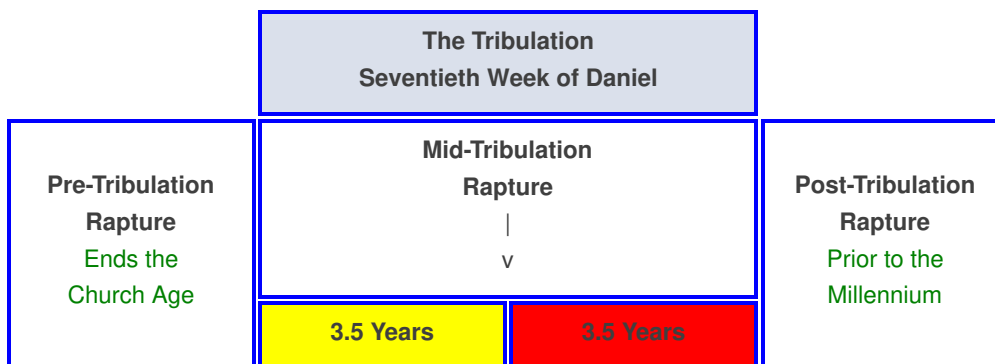 The Tribulation
Seventieth Week of Daniel
Pre-Tribulation
Rapture
Ends the
Church Age
Mid-Tribulation
Rapture
|
v
3.5 Years
3.5 Years
Post-Tribulation
Rapture
Prior to the
Millennium